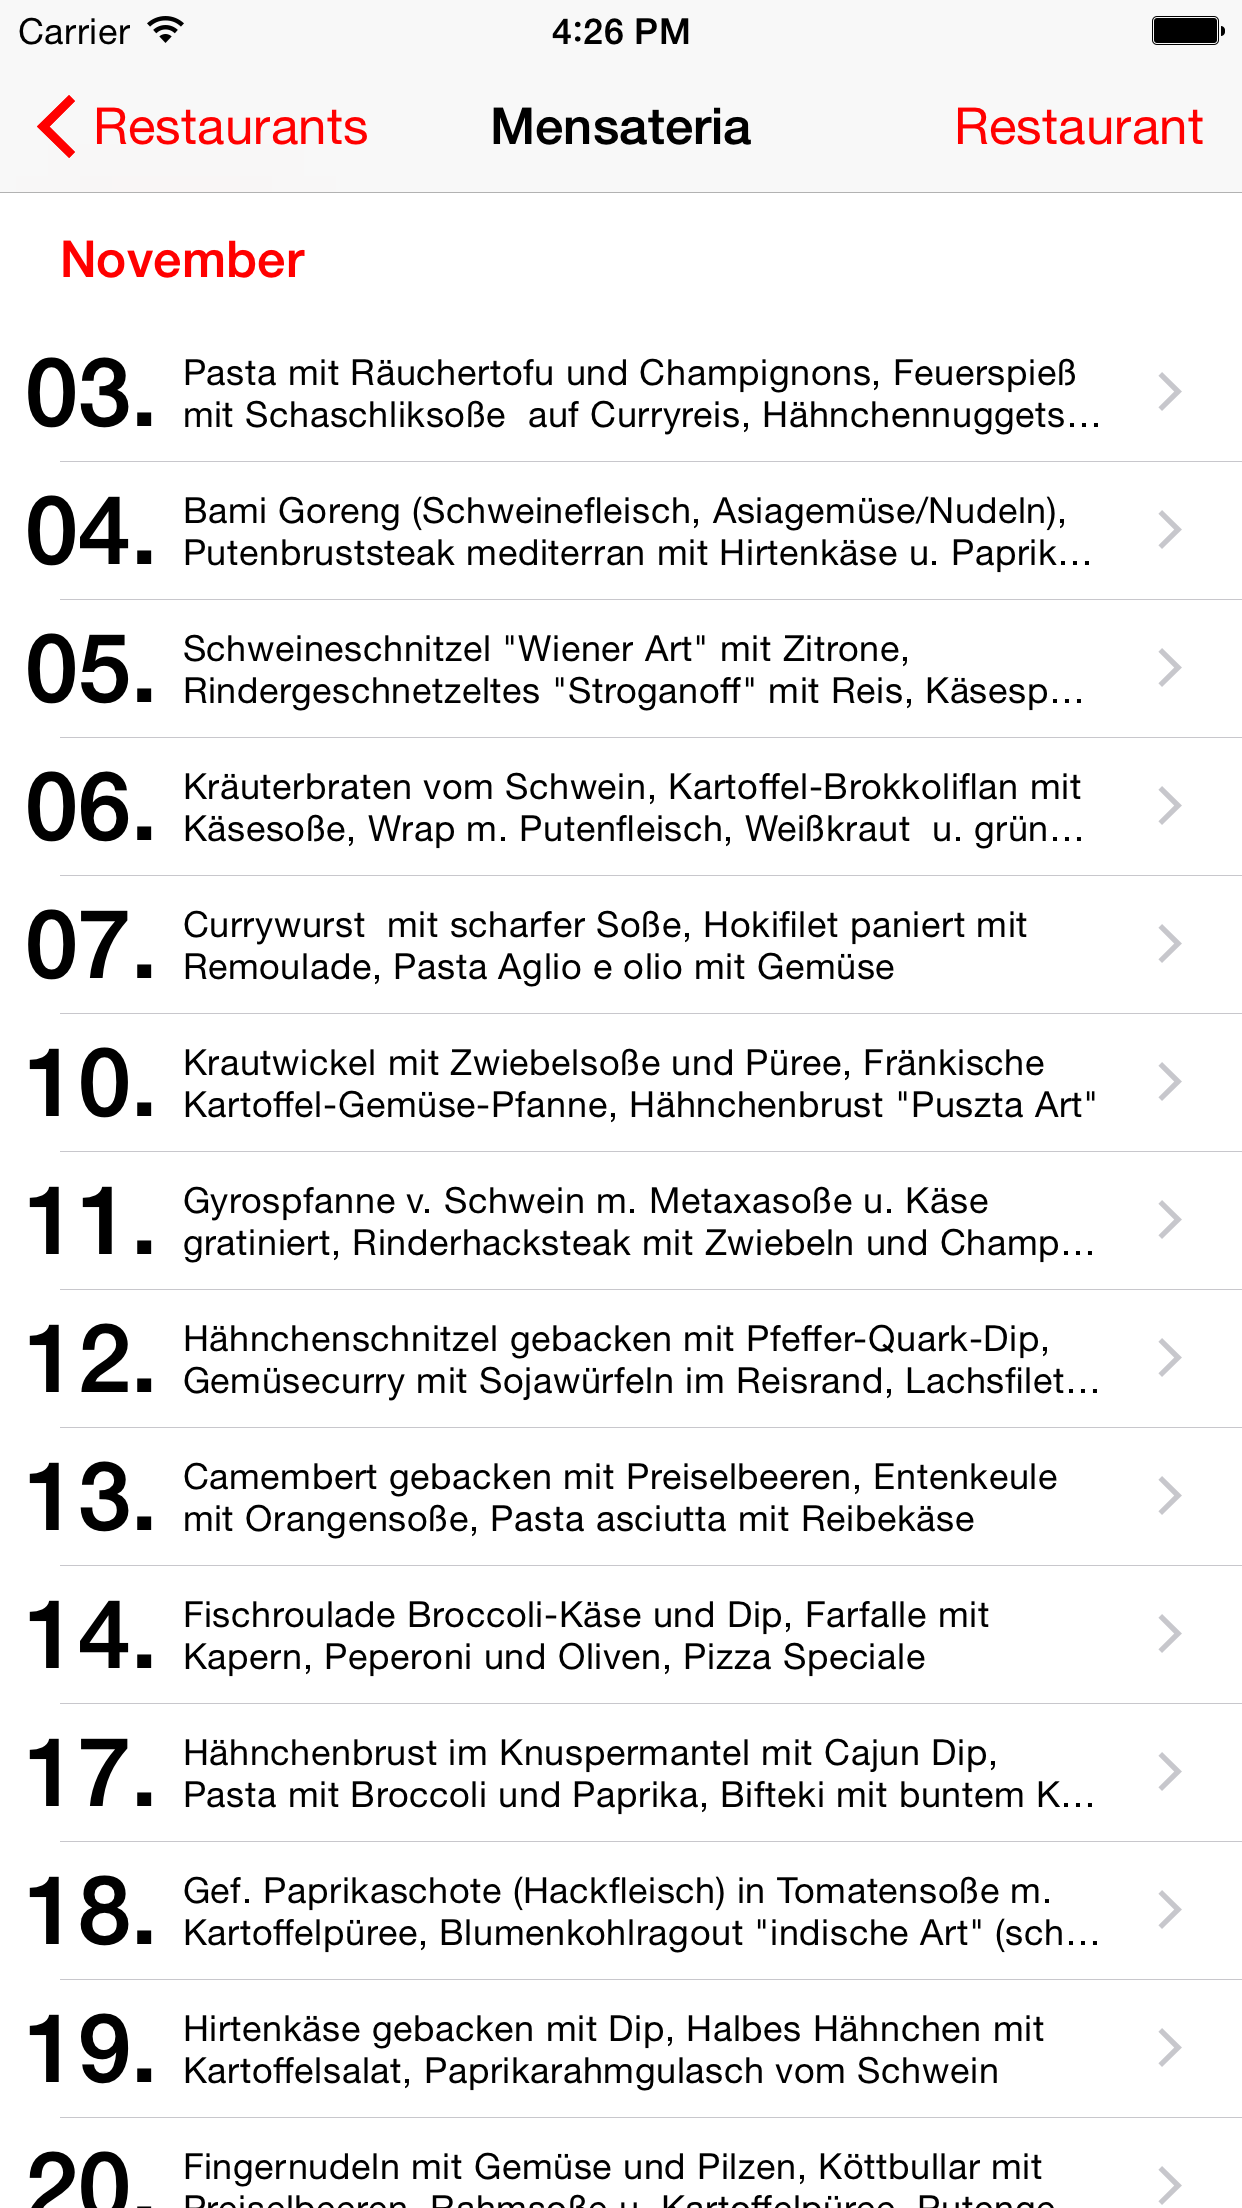 Carrier 4:26 PM
Restaurants Mensateria Restaurant
November
03. Pasta mit Räuchertofu und Champignons, Feuerspieß
mit Schaschliksoße  auf Curryreis, Hähnchennuggets...
04. Bami Goreng (Schweinefleisch, Asiagemüse/Nudeln),
Putenbruststeak mediterran mit Hirtenkäse u. Paprik...
05. Schweineschnitzel "Wiener Art" mit Zitrone,
Rindergeschnetzeltes "Stroganoff" mit Reis, Käsesp...
06. Kräuterbraten vom Schwein, Kartoffel-Brokkoliflan mit
Käsesoße, Wrap m. Putenfleisch, Weißkraut  u. grün...
07. Currywurst  mit scharfer Soße, Hokifilet paniert mit
Remoulade, Pasta Aglio e olio mit Gemüse
10. Krautwickel mit Zwiebelsoße und Püree, Fränkische
Kartoffel-Gemüse-Pfanne, Hähnchenbrust "Puszta Art"
11. Gyrospfanne v. Schwein m. Metaxasoße u. Käse
gratiniert, Rinderhacksteak mit Zwiebeln und Champ...
12. Hähnchenschnitzel gebacken mit Pfeffer-Quark-Dip,
Gemüsecurry mit Sojawürfeln im Reisrand, Lachsfilet...
13. Camembert gebacken mit Preiselbeeren, Entenkeule
mit Orangensoße, Pasta asciutta mit Reibekäse
14. Fischroulade Broccoli-Käse und Dip, Farfalle mit
Kapern, Peperoni und Oliven, Pizza Speciale
17. Hähnchenbrust im Knuspermantel mit Cajun Dip,
Pasta mit Broccoli und Paprika, Bifteki mit buntem K...
18. Gef. Paprikaschote (Hackfleisch) in Tomatensoße m.
Kartoffelpüree, Blumenkohlragout "indische Art" (sch...
19. Hirtenkäse gebacken mit Dip, Halbes Hähnchen mit
Kartoffelsalat, Paprikarahmgulasch vom Schwein
20. Fingernudeln mit Gemüse und Pilzen, Köttbullar mit
Preiselbeeren, Rahmsoße u. Kartoffelpüree, Putenge...